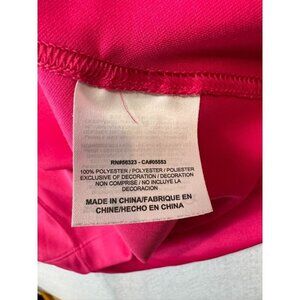 RN#56323 - CA#05553
100% POLYESTER / POLYESTER / POLIESTER
EXCLUSIVE OF DECORATION / DECORATION
NON COMPRISE / NO INCLUYE LA
DECORACION
MADE IN CHINA/FABRIQUE EN
CHINE/HECHO EN CHINA